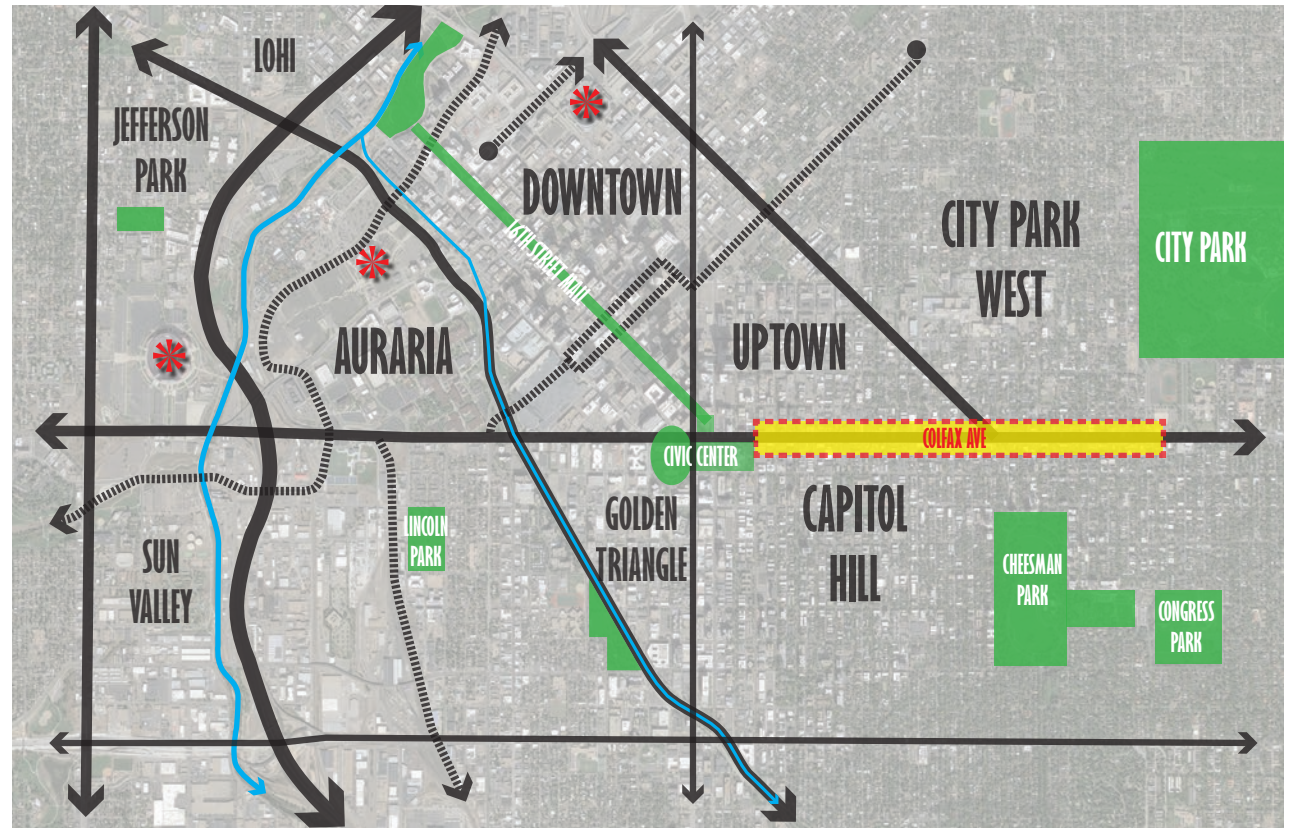 LOHI
JEFFERSON
PARK
DOWNTOWN
CITY PARK
WEST
CITY PARK
16TH STREET MALL
AURARIA
UPTOWN
COLFAX AVE
CIVIC CENTER
GOLDEN
TRIANGLE
CAPITOL
HILL
LINCOLN
PARK
SUN
VALLEY
CHEESMAN
PARK
CONGRESS
PARK